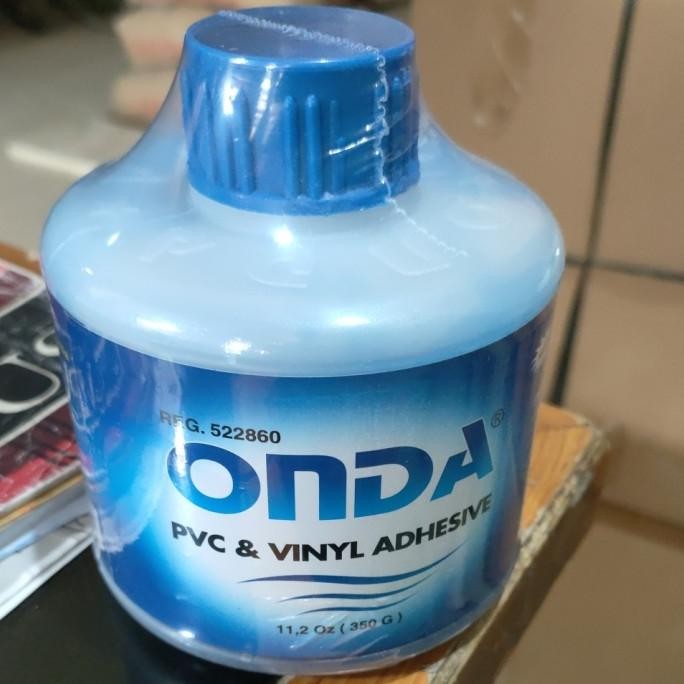 REG. 522860
ONDA®
PVC & VINYL ADHESIVE
11,2 Oz ( 350 G )